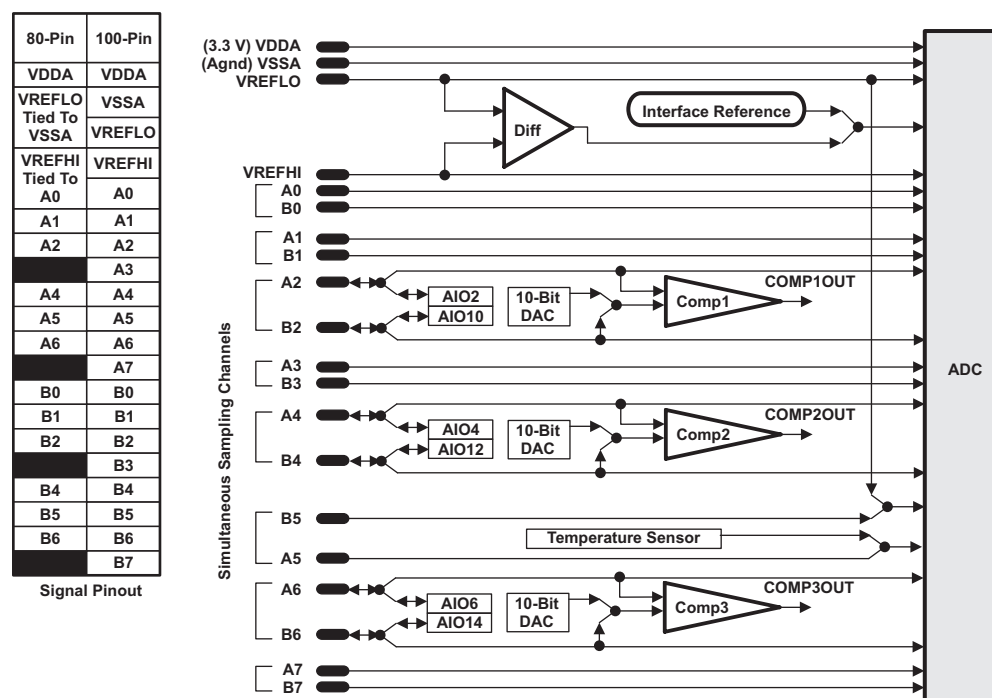 80-Pin 100-Pin
VDDA VDDA
VREFLO Tied To VSSA VSSA
VREFLO
VREFHI Tied To A0 VREFHI
A0
A1 A1
A2 A2
A3
A4 A4
A5 A5
A6 A6
A7
B0 B0
B1 B1
B2 B2
B3
B4 B4
B5 B5
B6 B6
B7
Signal Pinout
Simultaneous Sampling Channels
(3.3 V) VDDA
(Agnd) VSSA
VREFLO
Interface Reference
Diff
VREFHI
A0
B0
A1
B1
A2
AIO2
AIO10
10-Bit
DAC
Comp1
COMP1OUT
B2
A3
B3
A4
AIO4
AIO12
10-Bit
DAC
Comp2
COMP2OUT
B4
B5
Temperature Sensor
A5
A6
AIO6
AIO14
10-Bit
DAC
Comp3
COMP3OUT
B6
A7
B7
ADC